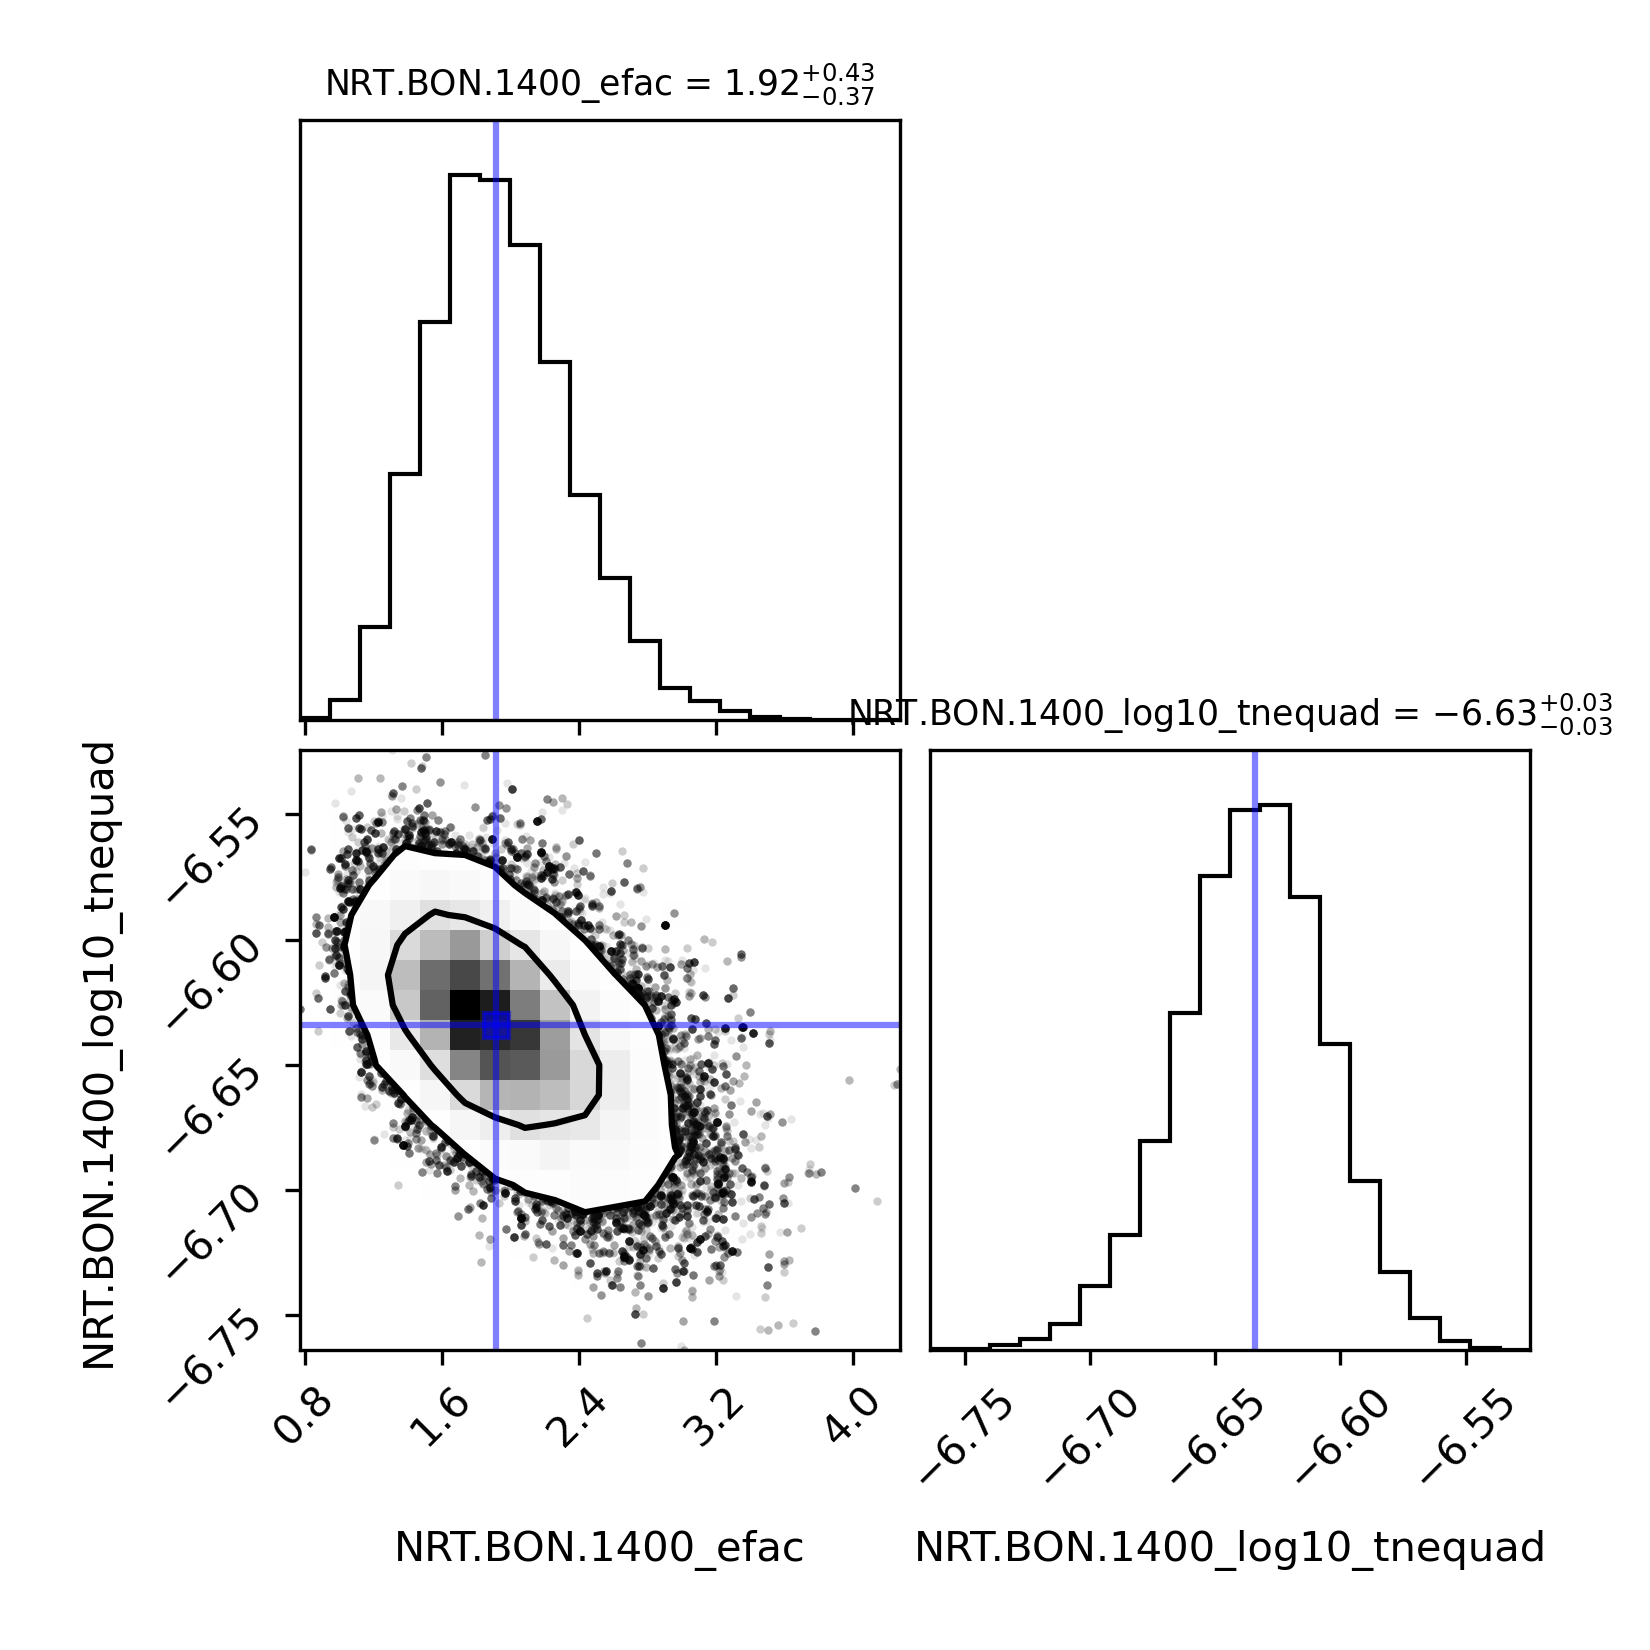 NRT.BON.1400_efac = 1.92+0.43−0.37
NRT.BON.1400_log10_tnequad = −6.63+0.03−0.03
NRT.BON.1400_log10_tnequad
−6.55
−6.60
−6.65
−6.70
−6.75
0.8 1.6 2.4 3.2 4.0
−6.75 −6.70 −6.65 −6.60 −6.55
NRT.BON.1400_efac
NRT.BON.1400_log10_tnequad